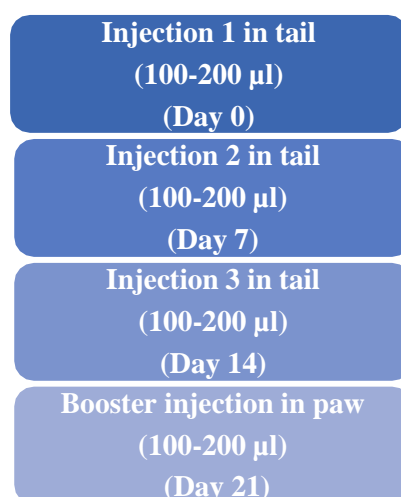 Injection 1 in tail
(100-200 µl)
(Day 0)
Injection 2 in tail
(100-200 µl)
(Day 7)
Injection 3 in tail
(100-200 µl)
(Day 14)
Booster injection in paw
(100-200 µl)
(Day 21)